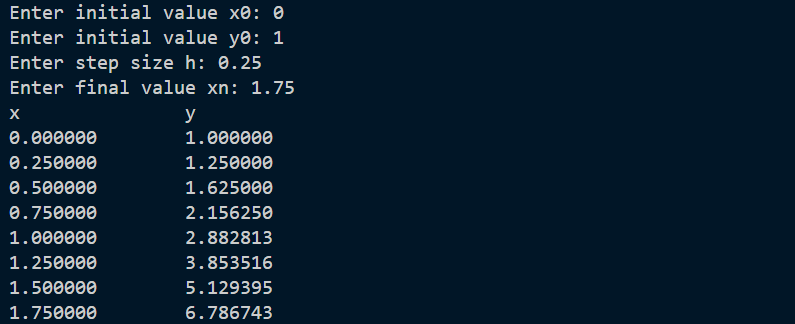 Enter initial value x0: 0
Enter initial value y0: 1
Enter step size h: 0.25
Enter final value xn: 1.75
x y
0.000000 1.000000
0.250000 1.250000
0.500000 1.625000
0.750000 2.156250
1.000000 2.882813
1.250000 3.853516
1.500000 5.129395
1.750000 6.786743